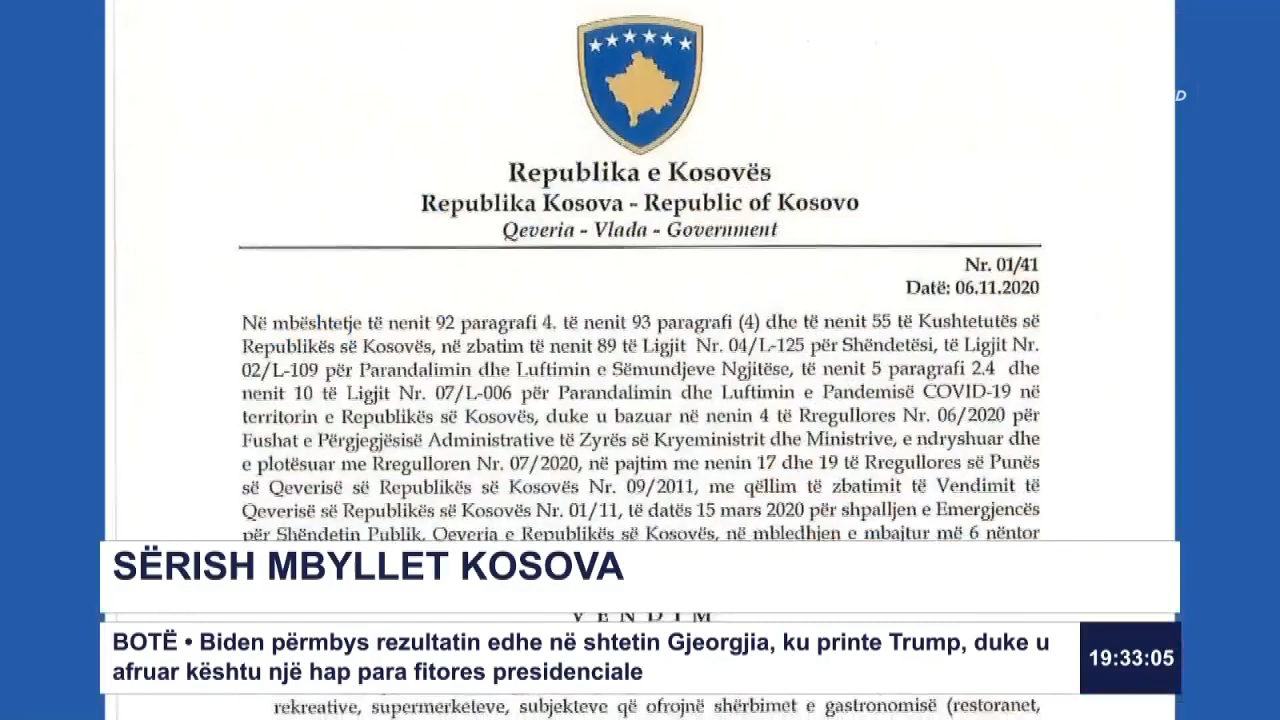 D
Republika e Kosovës
Republika Kosova - Republic of Kosovo
Qeveria - Vlada - Government
Nr. 01/41
Datë: 06.11.2020
Në mbështetje të nenit 92 paragrafi 4. të nenit 93 paragrafi (4) dhe të nenit 55 të Kushtetutës së
Republikës së Kosovës, në zbatim të nenit 89 të Ligjit Nr. 04/L-125 për Shëndetësi, të Ligjit Nr.
02/L-109 për Parandalimin dhe Luftimin e Sëmundjeve Ngjitëse, të nenit 5 paragrafi 2.4 dhe
nenit 10 të Ligjit Nr. 07/L-006 për Parandalimin dhe Luftimin e Pandemisë COVID-19 në
territorin e Republikës së Kosovës, duke u bazuar në nenin 4 të Rregullores Nr. 06/2020 për
Fushat e Përgjegjësisë Administrative të Zyrës së Kryeministrit dhe Ministrive, e ndryshuar dhe
e plotësuar me Rregulloren Nr. 07/2020, në pajtim me nenin 17 dhe 19 të Rregullores së Punës
së Qeverisë së Republikës së Kosovës Nr. 09/2011, me qëllim të zbatimit të Vendimit të
Qeverisë së Republikës së Kosovës Nr. 01/11, të datës 15 mars 2020 për shpalljen e Emergjencës
për Shëndetin Publik, Qeveria e Republikës së Kosovës, në mbledhjen e mbajtur më 6 nëntor
SËRISH MBYLLET KOSOVA
V E N D I M
BOTË • Biden përmbys rezultatin edhe në shtetin Gjeorgjia, ku printe Trump, duke u
afruar kështu një hap para fitores presidenciale
19:33:05
rekreative, supermerketeve, subjekteve që ofrojnë shërbimet e gastronomisë (restoranet,